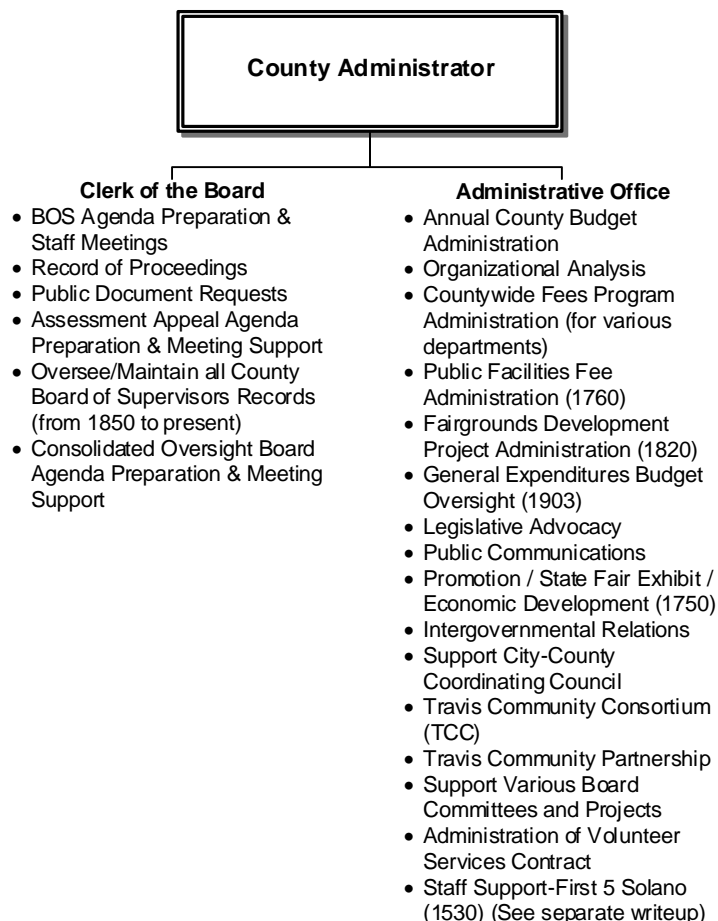 County Administrator
Clerk of the Board
• BOS Agenda Preparation &
Staff Meetings
• Record of Proceedings
• Public Document Requests
• Assessment Appeal Agenda
Preparation & Meeting Support
• Oversee/Maintain all County
Board of Supervisors Records
(from 1850 to present)
• Consolidated Oversight Board
Agenda Preparation & Meeting
Support
Administrative Office
• Annual County Budget
Administration
• Organizational Analysis
• Countywide Fees Program
Administration (for various
departments)
• Public Facilities Fee
Administration (1760)
• Fairgrounds Development
Project Administration (1820)
• General Expenditures Budget
Oversight (1903)
• Legislative Advocacy
• Public Communications
• Promotion / State Fair Exhibit /
Economic Development (1750)
• Intergovernmental Relations
• Support City-County
Coordinating Council
• Travis Community Consortium
(TCC)
• Travis Community Partnership
• Support Various Board
Committees and Projects
• Administration of Volunteer
Services Contract
• Staff Support-First 5 Solano
(1530) (See separate writeup)